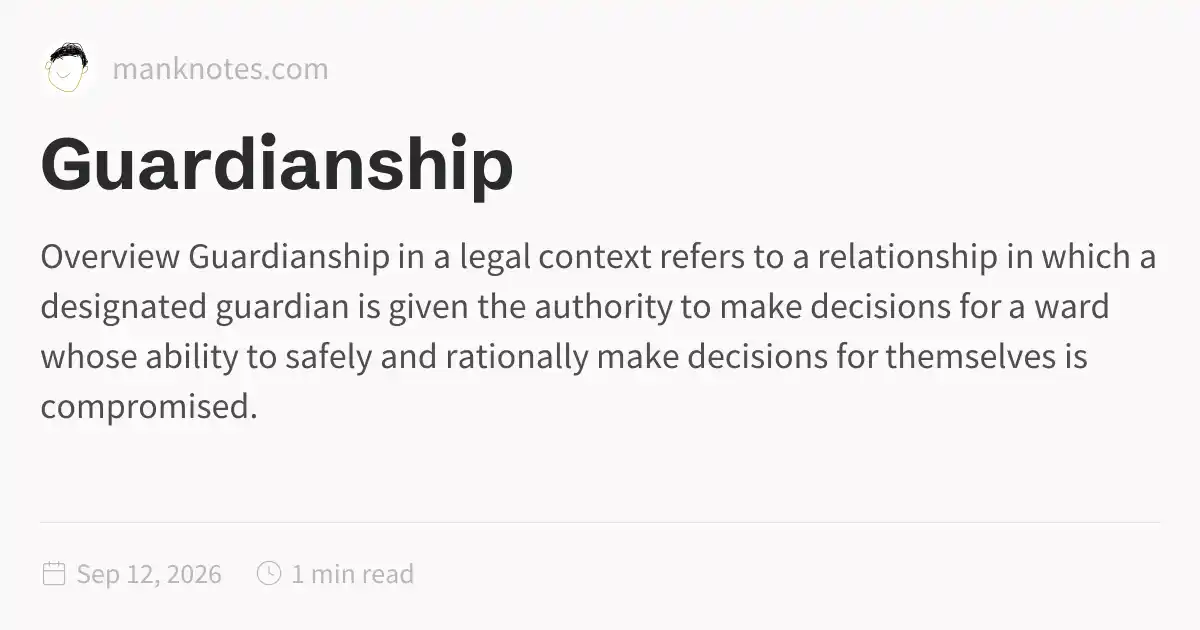 manknotes.com
Guardianship
Overview Guardianship in a legal context refers to a relationship in which a
designated guardian is given the authority to make decisions for a ward
whose ability to safely and rationally make decisions for themselves is
compromised.
Sep 12, 2026 1 min read